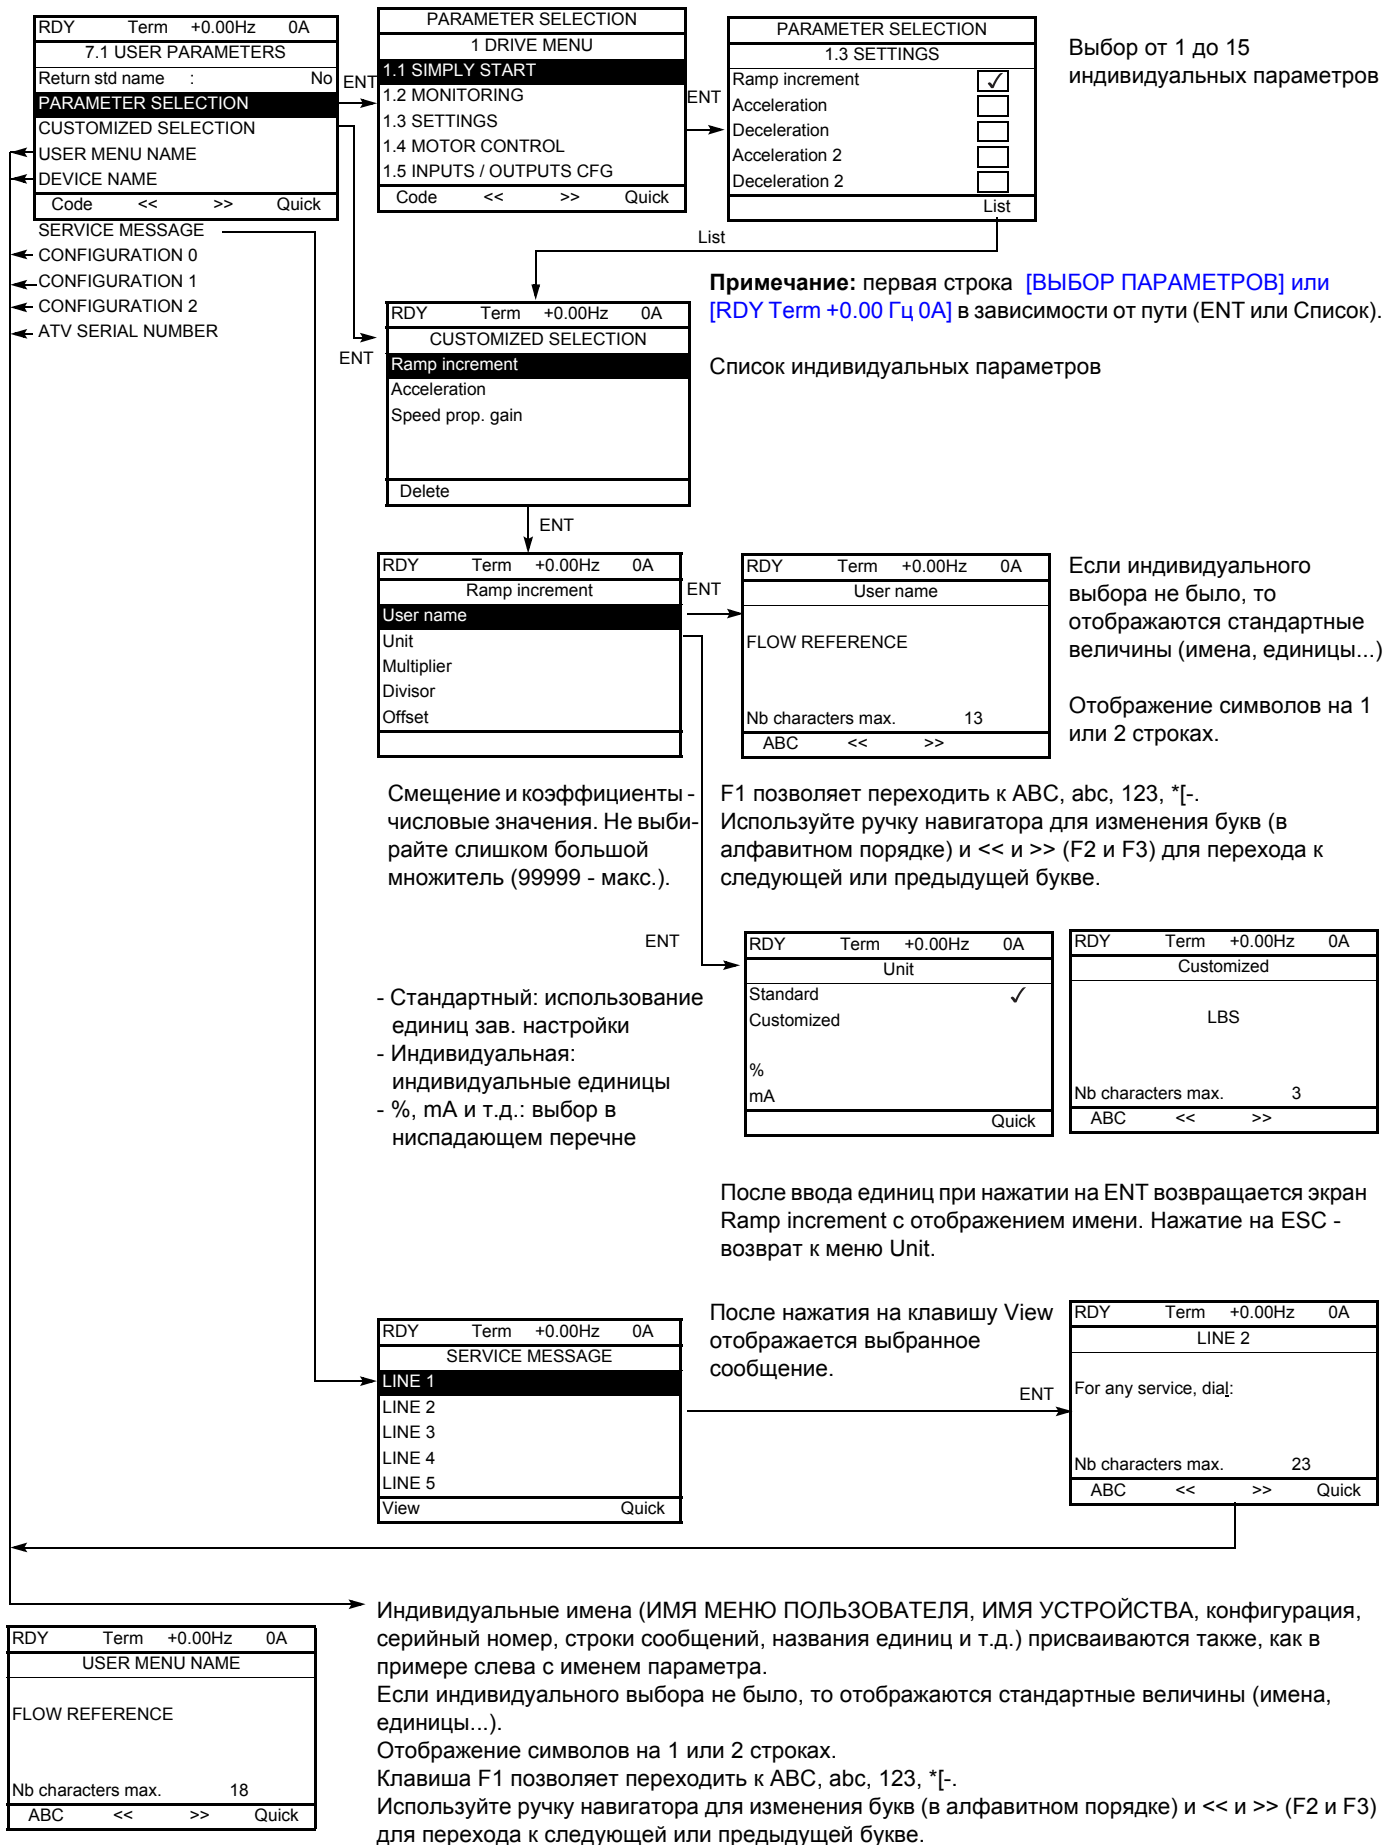 RDY Term +0.00Hz 0A
7.1 USER PARAMETERS
Return std name : No
PARAMETER SELECTION
CUSTOMIZED SELECTION
USER MENU NAME
DEVICE NAME
Code << >> Quick
SERVICE MESSAGE
CONFIGURATION 0
CONFIGURATION 1
CONFIGURATION 2
ATV SERIAL NUMBER
ENT
PARAMETER SELECTION
1 DRIVE MENU
1.1 SIMPLY START
1.2 MONITORING
1.3 SETTINGS
1.4 MOTOR CONTROL
1.5 INPUTS / OUTPUTS CFG
Code << >> Quick
ENT
PARAMETER SELECTION
1.3 SETTINGS
Ramp increment ✓
Acceleration
Deceleration
Acceleration 2
Deceleration 2
List
Выбор от 1 до 15
индивидуальных параметров
List
ENT
RDY Term +0.00Hz 0A
CUSTOMIZED SELECTION
Ramp increment
Acceleration
Speed prop. gain
Delete
Примечание: первая строка [ВЫБОР ПАРАМЕТРОВ] или
[RDY Term +0.00 Гц 0A] в зависимости от пути (ENT или Список).
Список индивидуальных параметров
ENT
RDY Term +0.00Hz 0A
Ramp increment
User name
Unit
Multiplier
Divisor
Offset
ENT
RDY Term +0.00Hz 0A
User name
FLOW REFERENCE
Nb characters max. 13
ABC << >>
Если индивидуального
выбора не было, то
отображаются стандартные
величины (имена, единицы...)
Отображение символов на 1
или 2 строках.
Смещение и коэффициенты -
числовые значения. Не выби-
райте слишком большой
множитель (99999 - макс.).
F1 позволяет переходить к ABC, abc, 123, *[-.
Используйте ручку навигатора для изменения букв (в
алфавитном порядке) и << и >> (F2 и F3) для перехода к
следующей или предыдущей букве.
ENT
- Стандартный: использование
единиц зав. настройки
- Индивидуальная:
индивидуальные единицы
- %, mA и т.д.: выбор в
ниспадающем перечне
RDY Term +0.00Hz 0A
Unit
Standard ✓
Customized
%
mA
Quick
RDY Term +0.00Hz 0A
Customized
LBS
Nb characters max. 3
ABC << >>
После ввода единиц при нажатии на ENT возвращается экран
Ramp increment с отображением имени. Нажатие на ESC -
возврат к меню Unit.
RDY Term +0.00Hz 0A
SERVICE MESSAGE
LINE 1
LINE 2
LINE 3
LINE 4
LINE 5
View Quick
После нажатия на клавишу View
отображается выбранное
сообщение.
ENT
RDY Term +0.00Hz 0A
LINE 2
For any service, dial:
Nb characters max. 23
ABC << >> Quick
RDY Term +0.00Hz 0A
USER MENU NAME
FLOW REFERENCE
Nb characters max. 18
ABC << >> Quick
Индивидуальные имена (ИМЯ МЕНЮ ПОЛЬЗОВАТЕЛЯ, ИМЯ УСТРОЙСТВА, конфигурация,
серийный номер, строки сообщений, названия единиц и т.д.) присваиваются также, как в
примере слева с именем параметра.
Если индивидуального выбора не было, то отображаются стандартные величины (имена,
единицы...).
Отображение символов на 1 или 2 строках.
Клавиша F1 позволяет переходить к ABC, abc, 123, *[-.
Используйте ручку навигатора для изменения букв (в алфавитном порядке) и << и >> (F2 и F3)
для перехода к следующей или предыдущей букве.